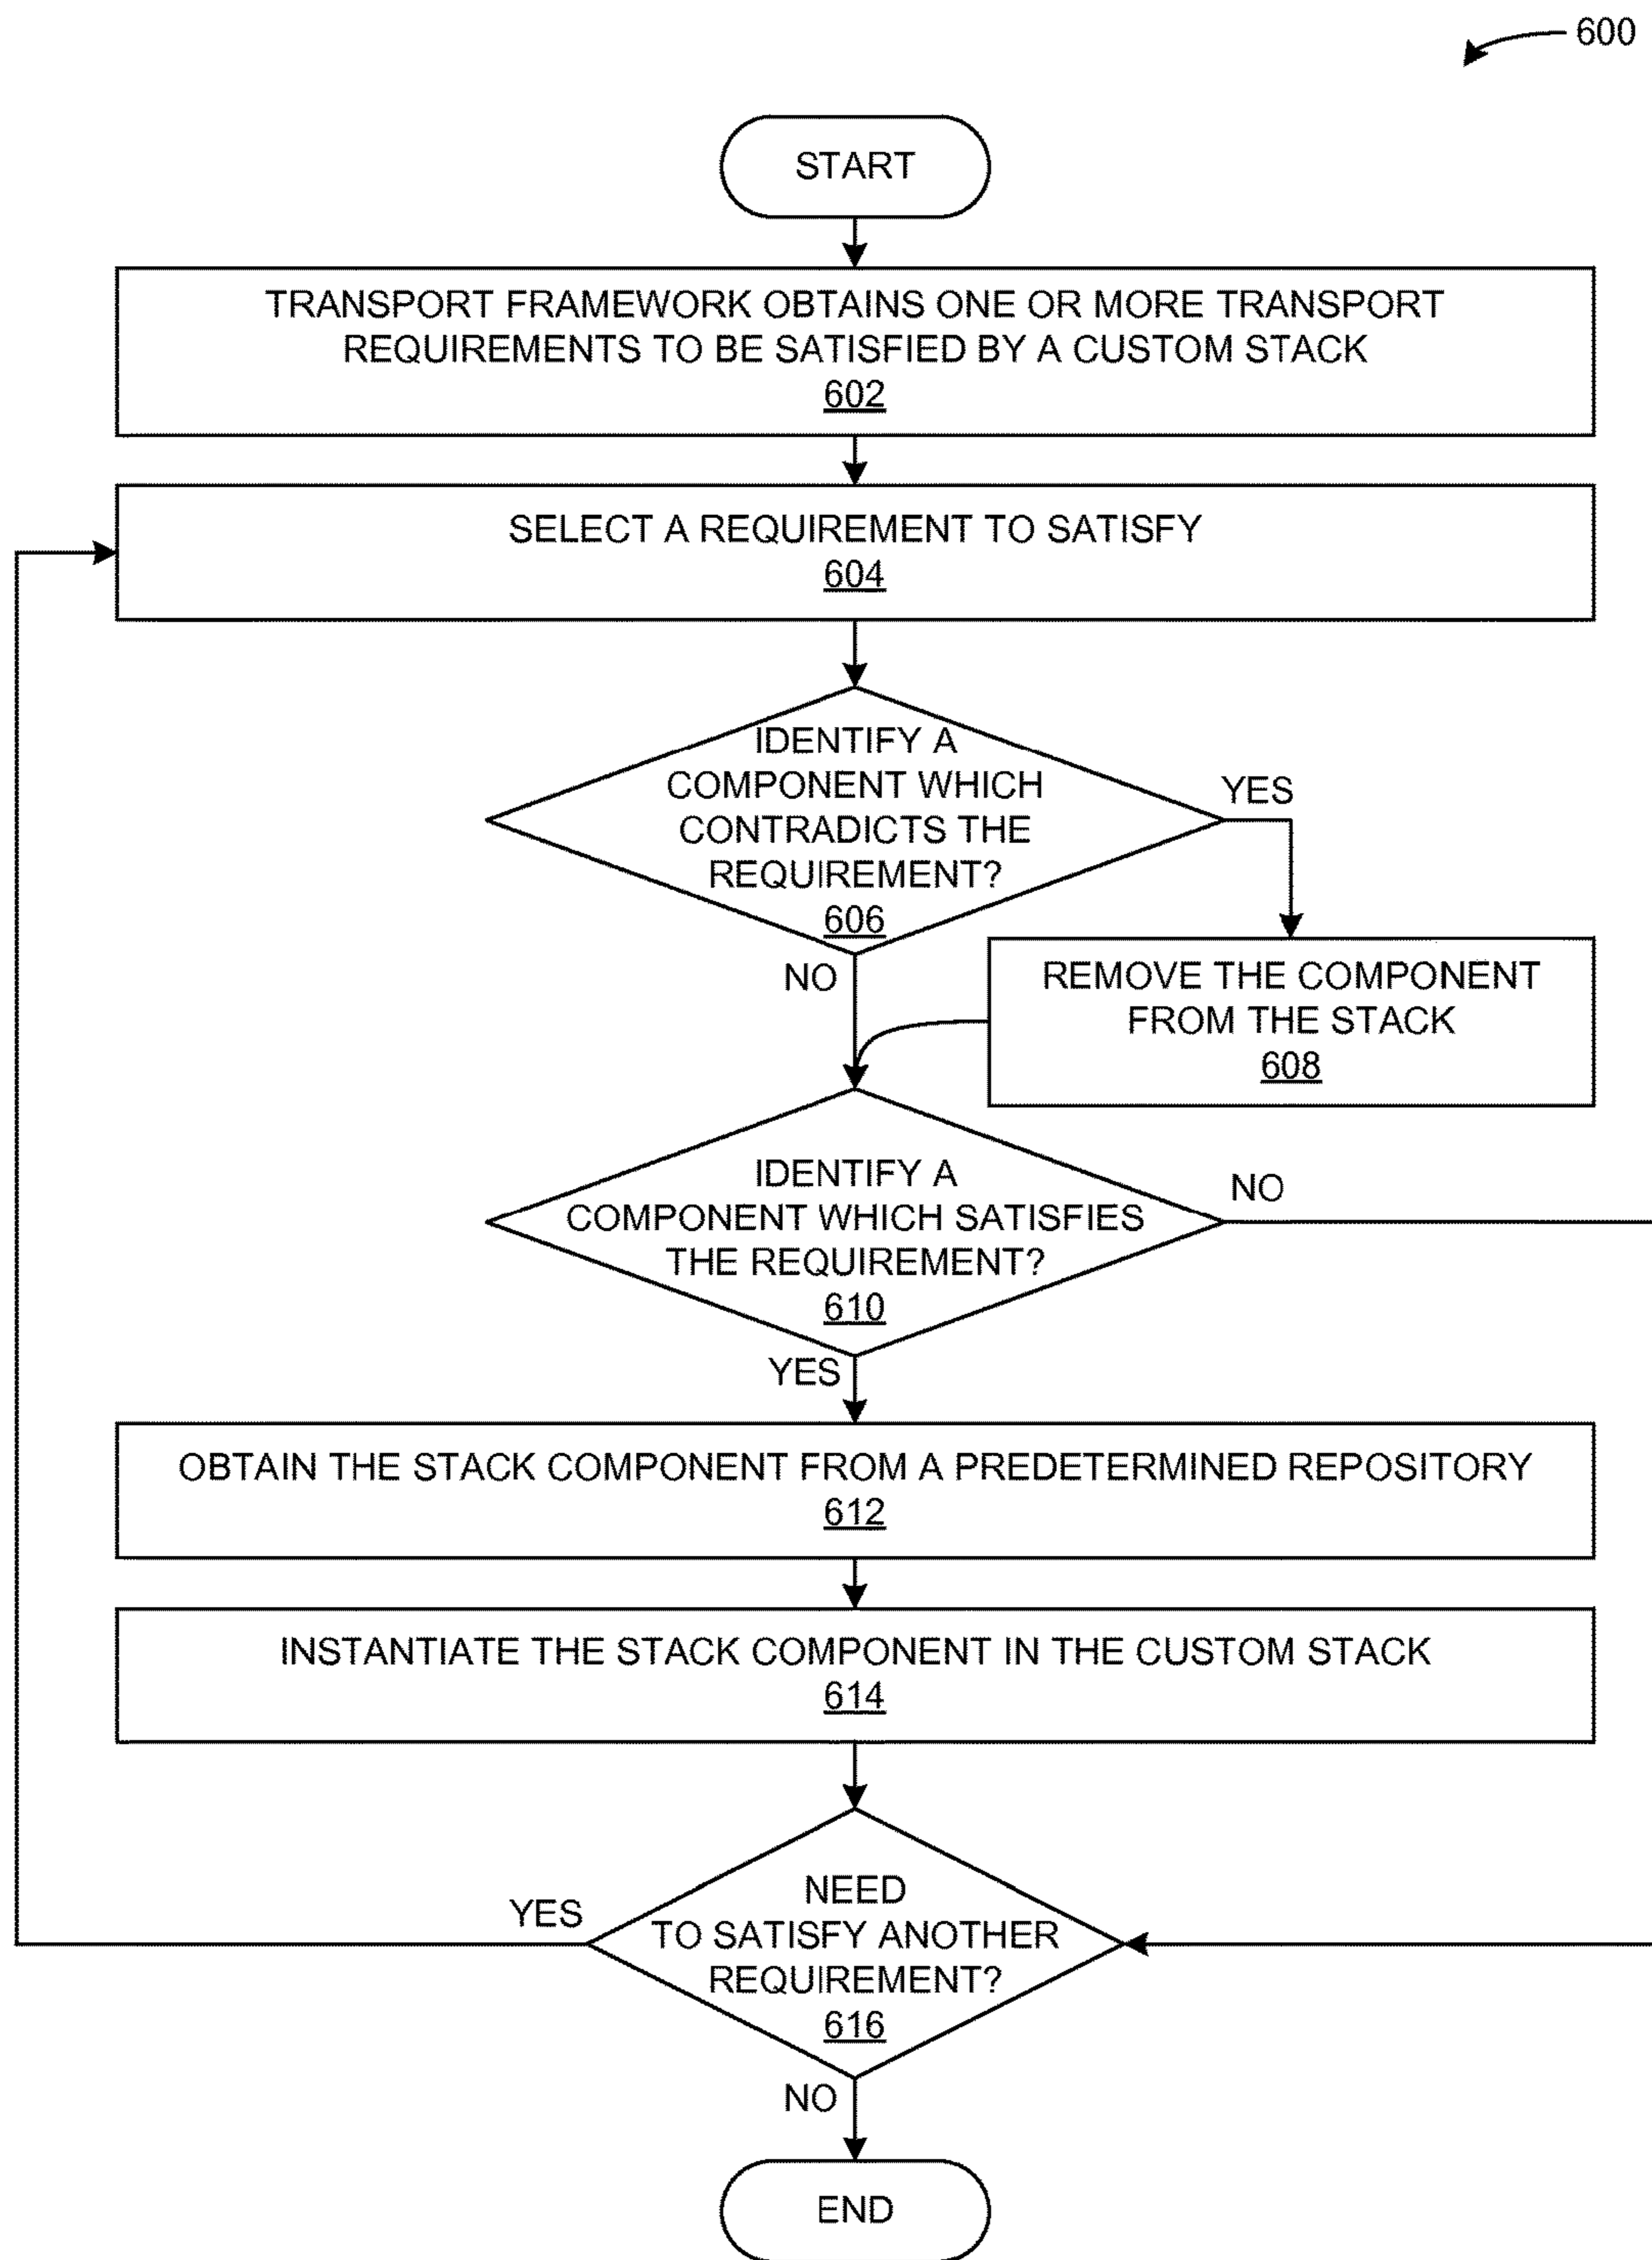 600
START
TRANSPORT FRAMEWORK OBTAINS ONE OR MORE TRANSPORT
REQUIREMENTS TO BE SATISFIED BY A CUSTOM STACK
602
SELECT A REQUIREMENT TO SATISFY
604
IDENTIFY A
COMPONENT WHICH
CONTRADICTS THE
REQUIREMENT?
606
YES
NO
REMOVE THE COMPONENT
FROM THE STACK
608
IDENTIFY A
COMPONENT WHICH SATISFIES
THE REQUIREMENT?
610
NO
YES
OBTAIN THE STACK COMPONENT FROM A PREDETERMINED REPOSITORY
612
INSTANTIATE THE STACK COMPONENT IN THE CUSTOM STACK
614
NEED
TO SATISFY ANOTHER
REQUIREMENT?
616
YES
NO
END